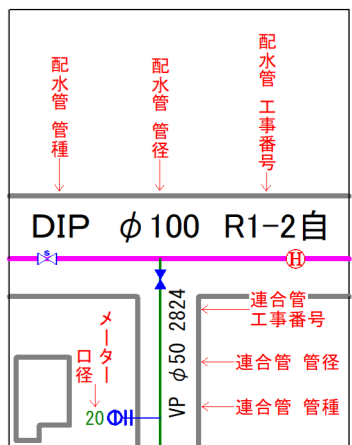 配水管 管種
配水管 管径
配水管 工事番号
DIP φ100 R1-2自
S
H
連合管
工事番号
連合管 管径
連合管 管種
VP φ50 2824
メーター
口径
20